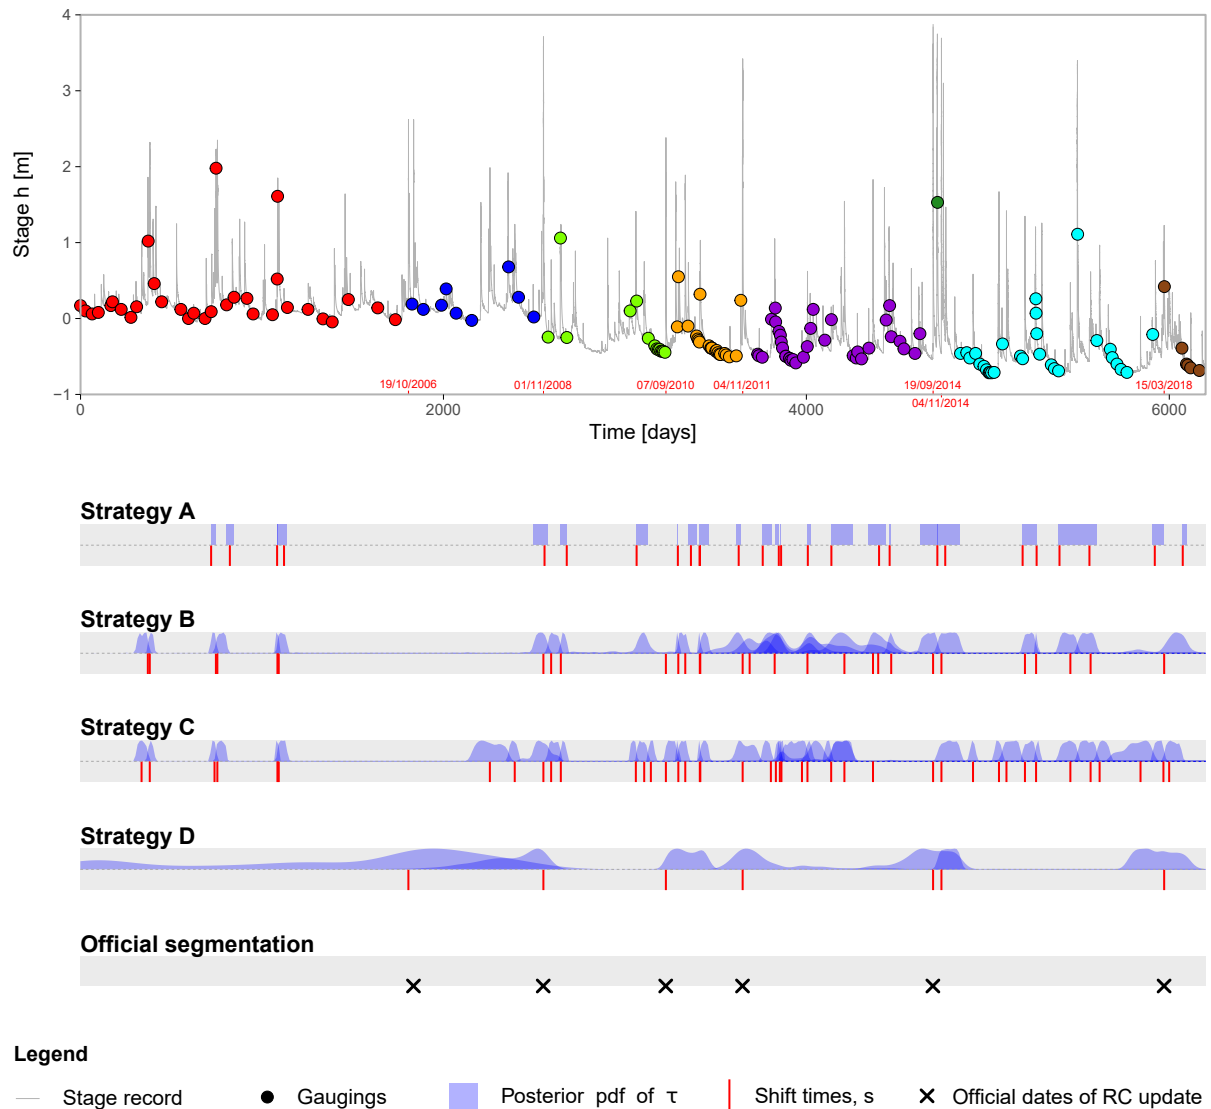 4
3
2
1
0
−1
Stage h [m]
19/10/2006
01/11/2008
07/09/2010
04/11/2011
19/09/2014
04/11/2014
15/03/2018
0
2000
4000
6000
Time [days]
Strategy A
Strategy B
Strategy C
Strategy D
Official segmentation
Legend
Stage record
Gaugings
Posterior pdf of τ
Shift times, s
Official dates of RC update